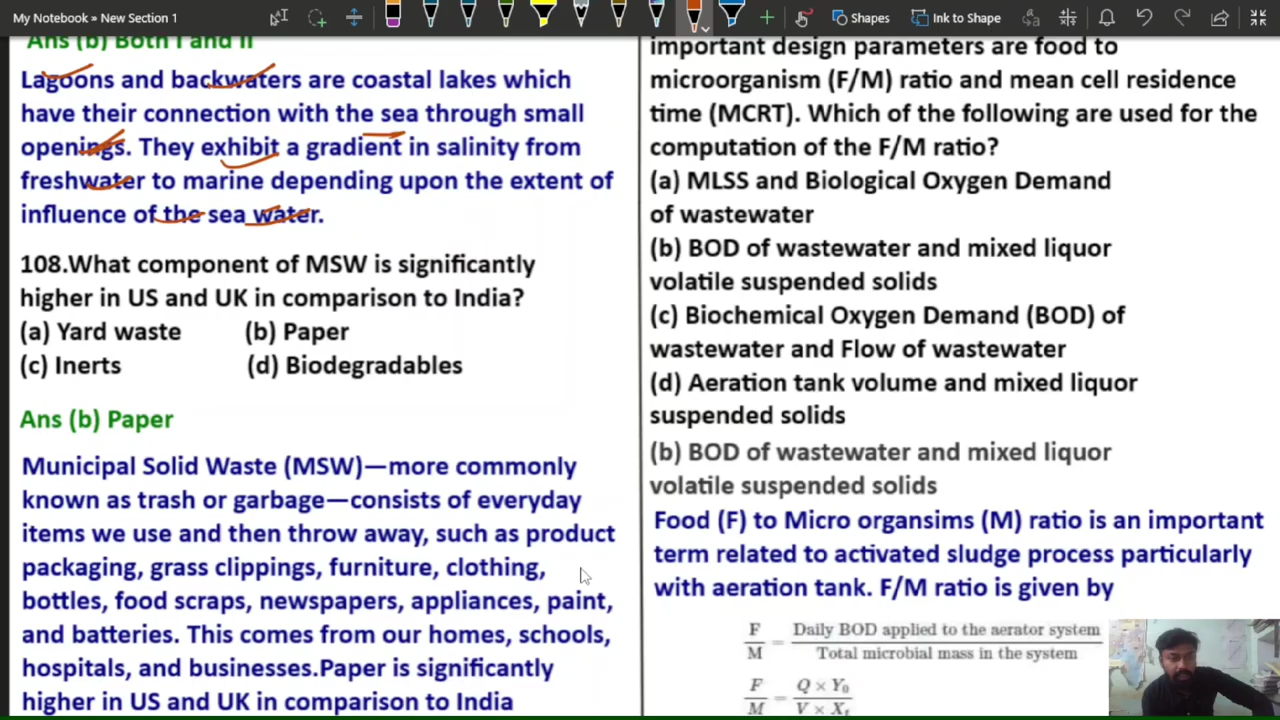 My Notebook » New Section 1
Shapes
Ink to Shape
Ans (b) Both I and II
Lagoons and backwaters are coastal lakes which
have their connection with the sea through small
openings. They exhibit a gradient in salinity from
freshwater to marine depending upon the extent of
influence of the sea water.
108.What component of MSW is significantly
higher in US and UK in comparison to India?
(a) Yard waste (b) Paper
(c) Inerts (d) Biodegradables
Ans (b) Paper
Municipal Solid Waste (MSW)—more commonly
known as trash or garbage—consists of everyday
items we use and then throw away, such as product
packaging, grass clippings, furniture, clothing,
bottles, food scraps, newspapers, appliances, paint,
and batteries. This comes from our homes, schools,
hospitals, and businesses.Paper is significantly
higher in US and UK in comparison to India
important design parameters are food to
microorganism (F/M) ratio and mean cell residence
time (MCRT). Which of the following are used for the
computation of the F/M ratio?
(a) MLSS and Biological Oxygen Demand
of wastewater
(b) BOD of wastewater and mixed liquor
volatile suspended solids
(c) Biochemical Oxygen Demand (BOD) of
wastewater and Flow of wastewater
(d) Aeration tank volume and mixed liquor
suspended solids
(b) BOD of wastewater and mixed liquor
volatile suspended solids
Food (F) to Micro organsims (M) ratio is an important
term related to activated sludge process particularly
with aeration tank. F/M ratio is given by
F/M = Daily BOD applied to the aerator system / Total microbial mass in the system
F/M = Q × Y₀ / V × Xₜ